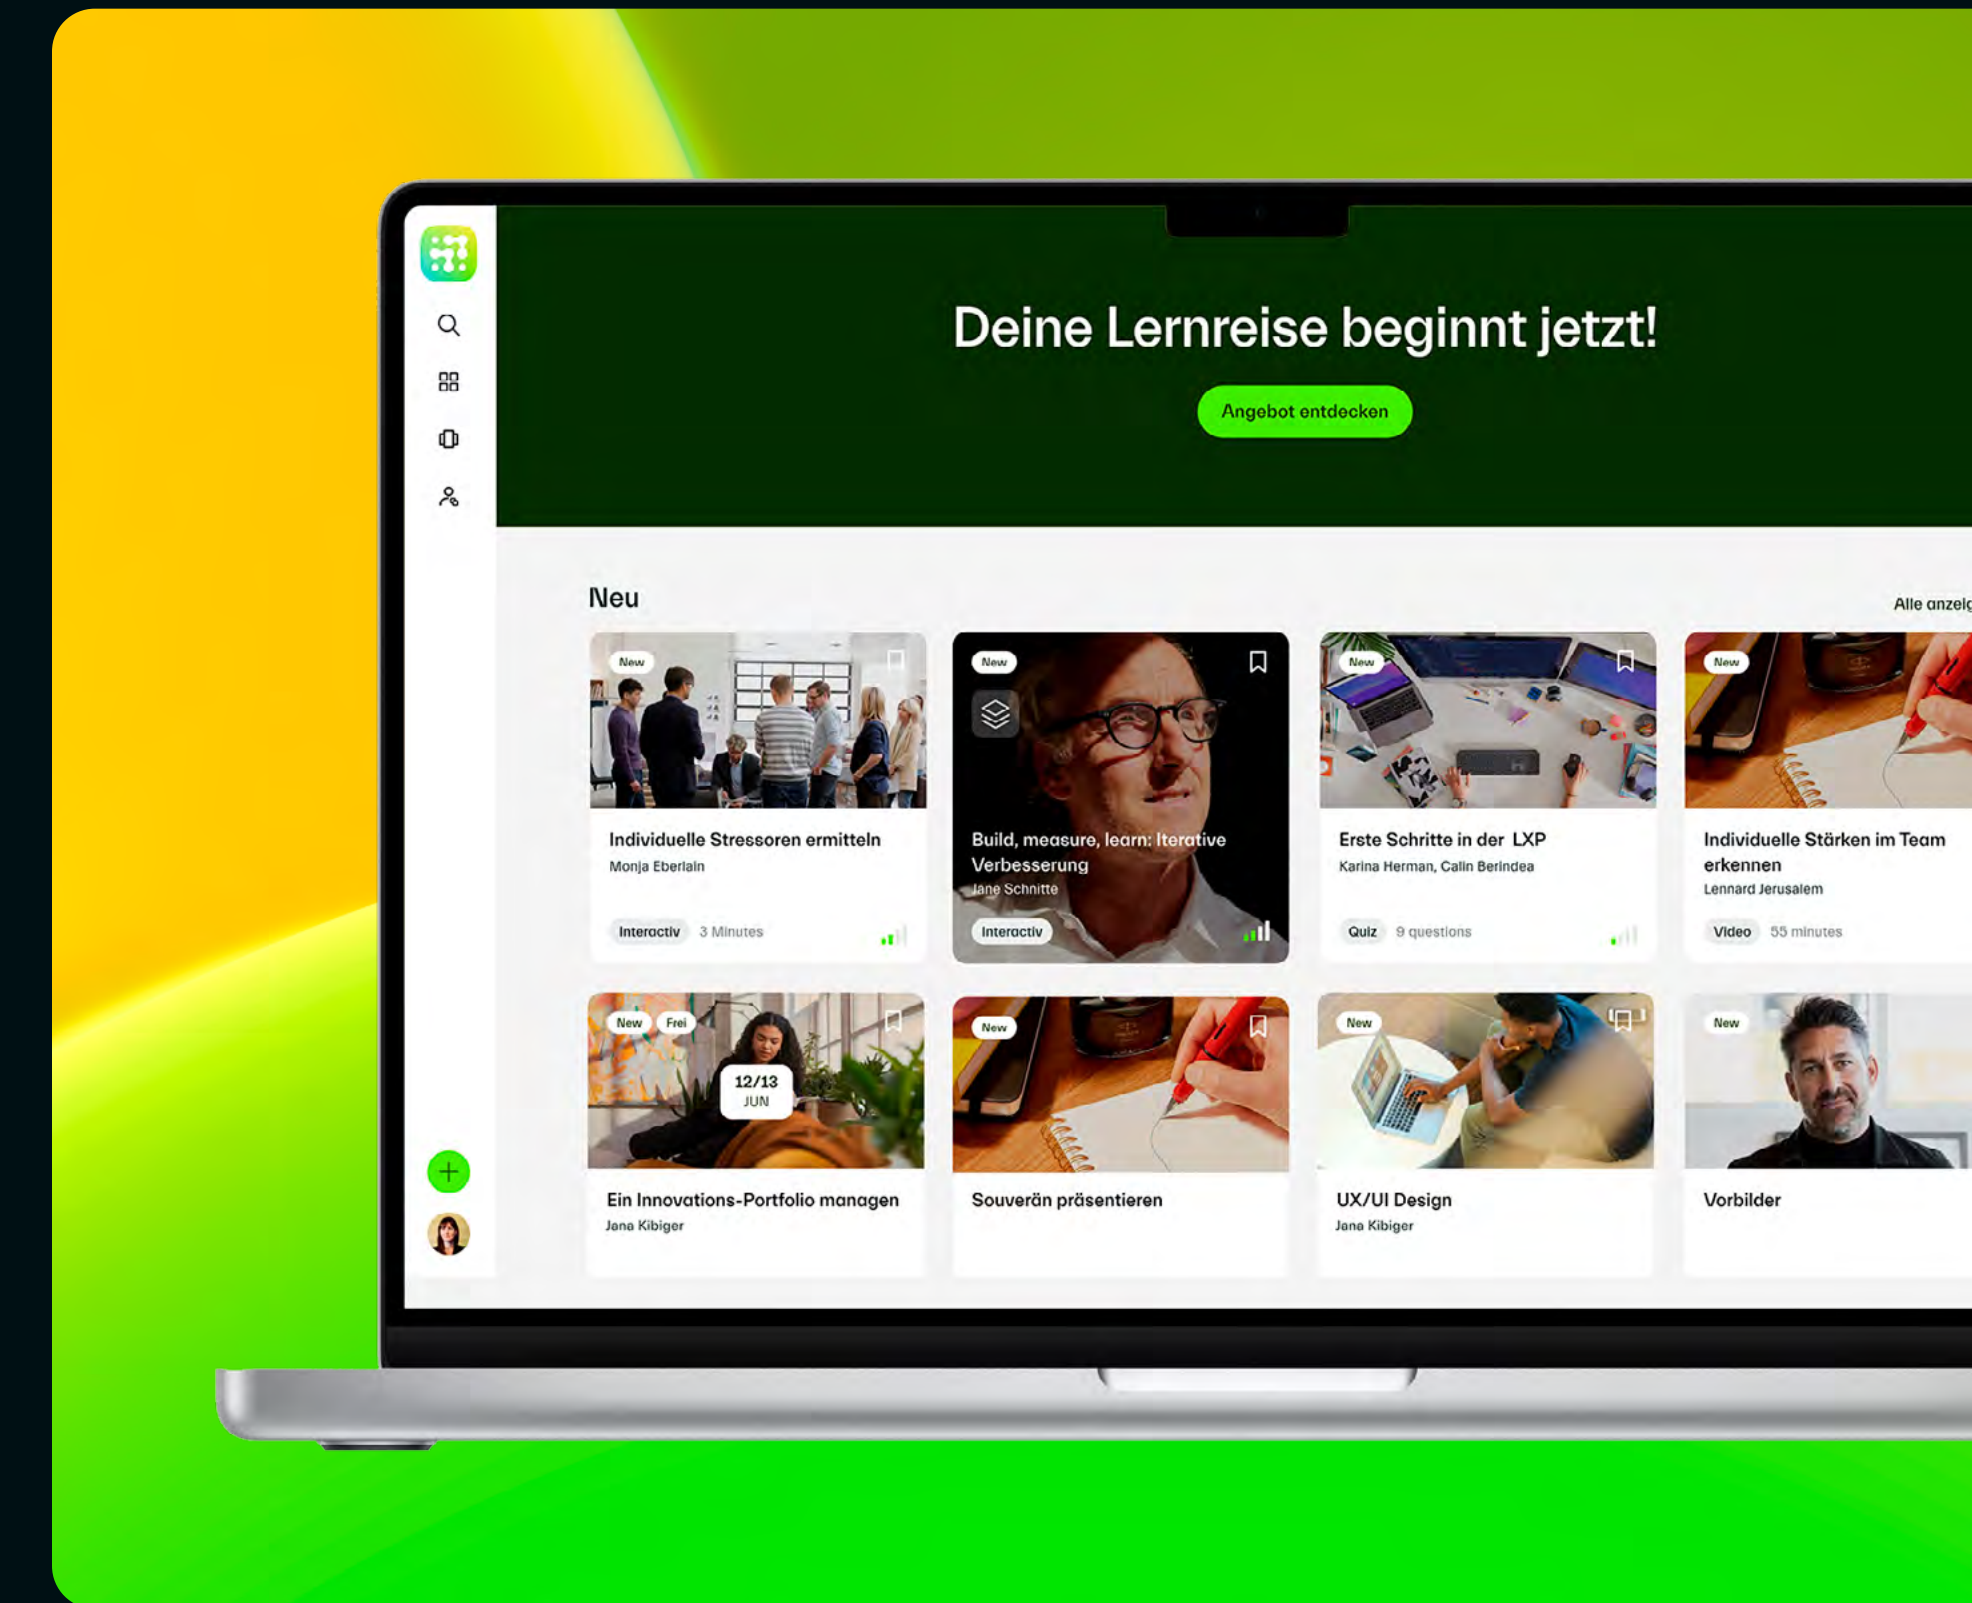 Deine Lernreise beginnt jetzt!
Angebot entdecken
Neu
Alle anzeig
New
Individuelle Stressoren ermitteln
Monja Eberlain
Interactiv 3 Minutes
New
Build, measure, learn: Iterative
Verbesserung
Jane Schnitte
Interactiv
New
Erste Schritte in der LXP
Karina Herman, Calin Berindea
Quiz 9 questions
New
Individuelle Stärken im Team
erkennen
Lennard Jerusalem
Video 55 minutes
New Frei
12/13
JUN
Ein Innovations-Portfolio managen
Jana Kibiger
New
Souverän präsentieren
New
UX/UI Design
Jana Kibiger
New
Vorbilder